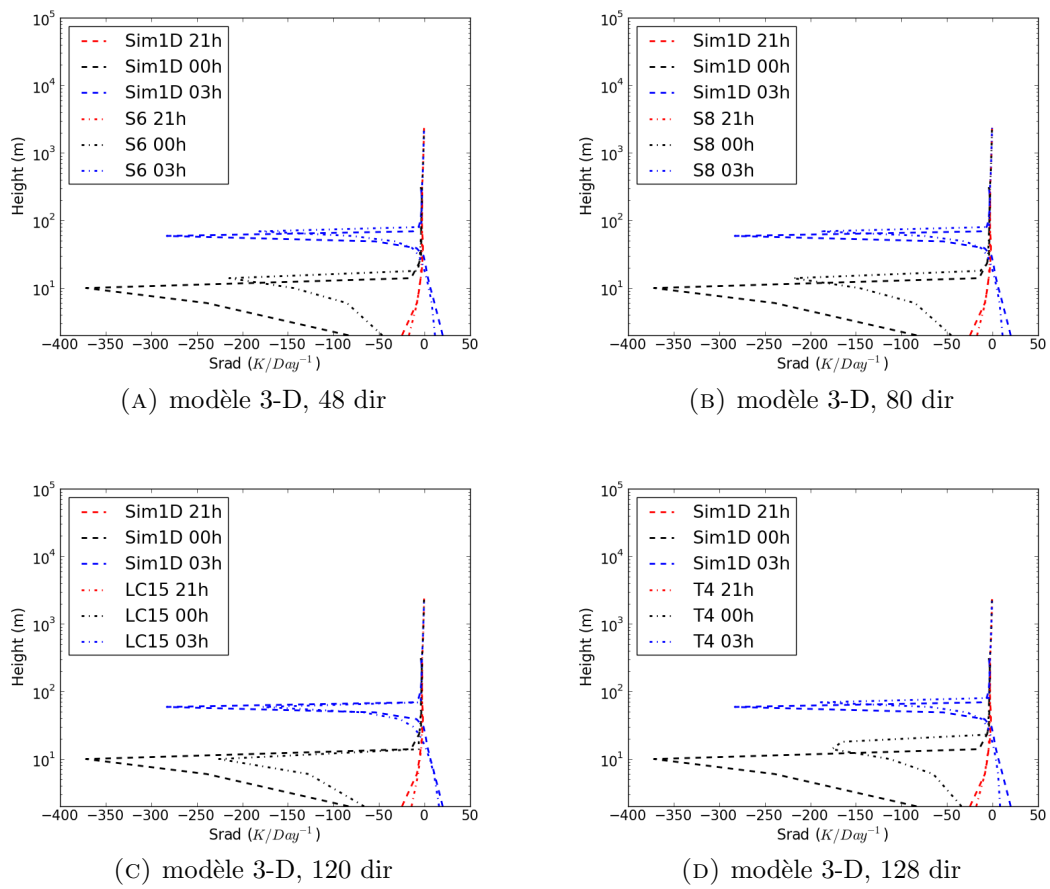 10^5
10^4
10^3
10^2
10^1
Height (m)
Sim1D 21h
Sim1D 00h
Sim1D 03h
S6 21h
S6 00h
S6 03h
−400 −350 −300 −250 −200 −150 −100 −50 0 50
Srad (K/Day^{−1})
(A) modèle 3-D, 48 dir
10^5
10^4
10^3
10^2
10^1
Height (m)
Sim1D 21h
Sim1D 00h
Sim1D 03h
S8 21h
S8 00h
S8 03h
−400 −350 −300 −250 −200 −150 −100 −50 0 50
Srad (K/Day^{−1})
(B) modèle 3-D, 80 dir
10^5
10^4
10^3
10^2
10^1
Height (m)
Sim1D 21h
Sim1D 00h
Sim1D 03h
LC15 21h
LC15 00h
LC15 03h
−400 −350 −300 −250 −200 −150 −100 −50 0 50
Srad (K/Day^{−1})
(C) modèle 3-D, 120 dir
10^5
10^4
10^3
10^2
10^1
Height (m)
Sim1D 21h
Sim1D 00h
Sim1D 03h
T4 21h
T4 00h
T4 03h
−400 −350 −300 −250 −200 −150 −100 −50 0 50
Srad (K/Day^{−1})
(D) modèle 3-D, 128 dir